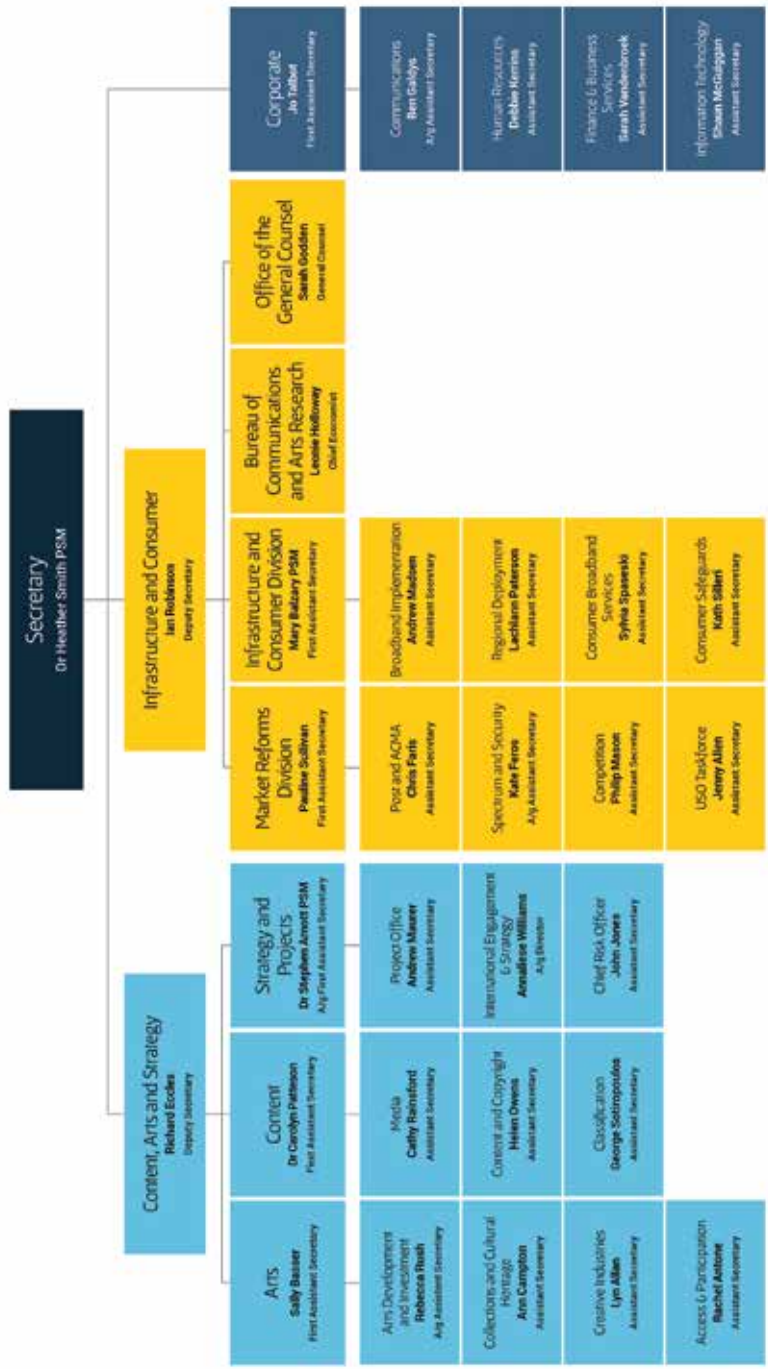 Secretary
Dr Heather Smith PSM
Content, Arts and Strategy
Richard Eccles
Deputy Secretary
Infrastructure and Consumer
Ian Robinson
Deputy Secretary
Arts
Sally Basser
First Assistant Secretary
Content
Dr Carolyn Patteson
First Assistant Secretary
Strategy and
Projects
Dr Stephen Arnott PSM
A/g First Assistant Secretary
Market Reforms
Division
Pauline Sullivan
First Assistant Secretary
Infrastructure and
Consumer Division
Mary Balzary PSM
First Assistant Secretary
Bureau of
Communications
and Arts Research
Leonie Holloway
Chief Economist
Office of the
General Counsel
Sarah Godden
General Counsel
Corporate
Jo Talbot
First Assistant Secretary
Arts Development
and Investment
Rebecca Rush
A/g Assistant Secretary
Collections and Cultural
Heritage
Ann Campton
Assistant Secretary
Creative Industries
Lyn Allan
Assistant Secretary
Access & Participation
Rachel Antone
Assistant Secretary
Media
Cathy Rainsford
Assistant Secretary
Content and Copyright
Helen Owens
Assistant Secretary
Classification
George Sotiropoulos
Assistant Secretary
Project Office
Andrew Maurer
Assistant Secretary
International Engagement
& Strategy
Annaliese Williams
A/g Director
Chief Risk Officer
John Jones
Assistant Secretary
Post and ACMA
Chris Faris
Assistant Secretary
Spectrum and Security
Kate Feros
A/g Assistant Secretary
Competition
Philip Mason
Assistant Secretary
USO Taskforce
Jenny Allen
Assistant Secretary
Broadband Implementation
Andrew Madsen
Assistant Secretary
Regional Deployment
Lachlann Paterson
Assistant Secretary
Consumer Broadband
Services
Sylvia Spaseski
Assistant Secretary
Consumer Safeguards
Kath Silleri
Assistant Secretary
Communications
Ben Galdys
A/g Assistant Secretary
Human Resources
Debbie Kerrins
Assistant Secretary
Finance & Business
Services
Sarah Vandenbroek
Assistant Secretary
Information Technology
Shaun McGuiggan
Assistant Secretary